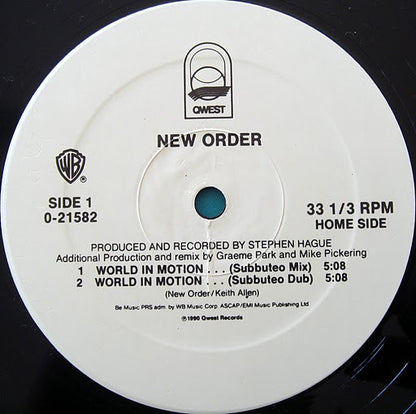 QWEST
NEW ORDER
WB
SIDE 1
0-21582
33 1/3 RPM
HOME SIDE
PRODUCED AND RECORDED BY STEPHEN HAGUE
Additional Production and remix by Graeme Park and Mike Pickering
1 WORLD IN MOTION . . . (Subbuteo Mix) 5:08
2 WORLD IN MOTION . . . (Subbuteo Dub) 5:08
(New Order/Keith Allen)
Be Music PRS adm. by WB Music Corp. ASCAP/EMI Music Publishing Ltd
℗1990 Qwest Records